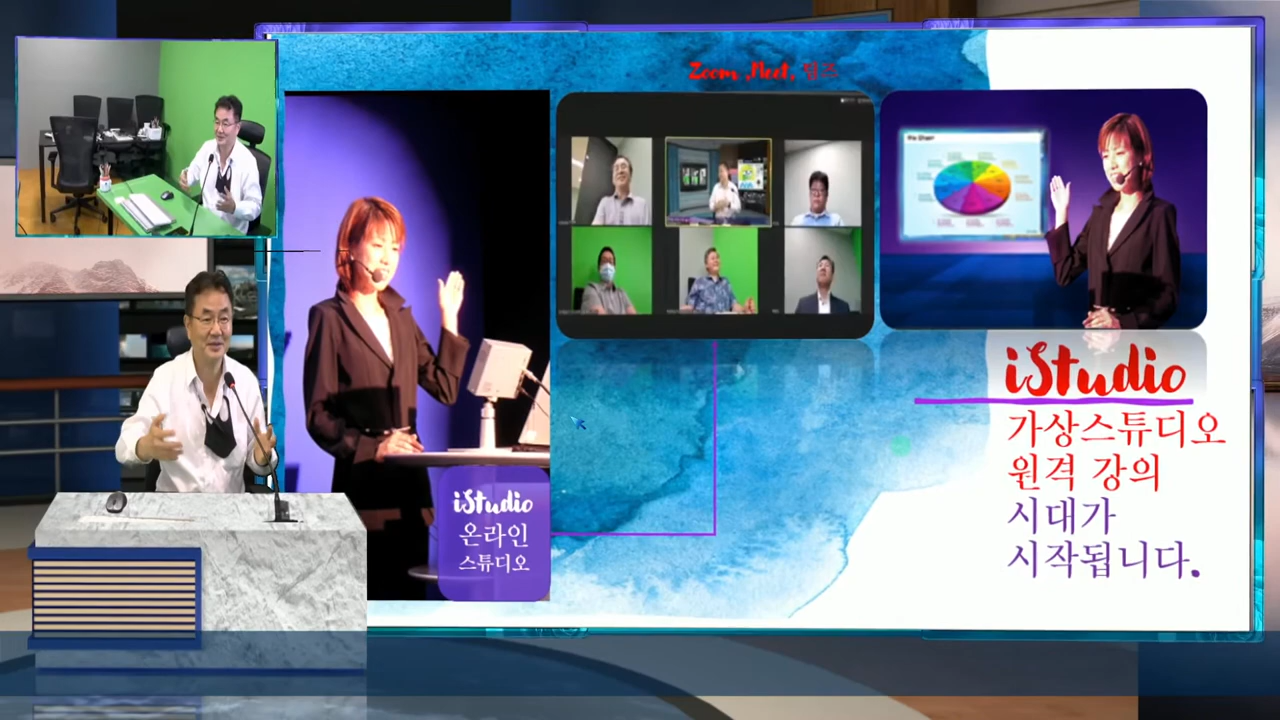 Zoom ,Meet, 팀즈
iStudio
온라인
스튜디오
iStudio
가상스튜디오
원격 강의
시대가
시작됩니다.